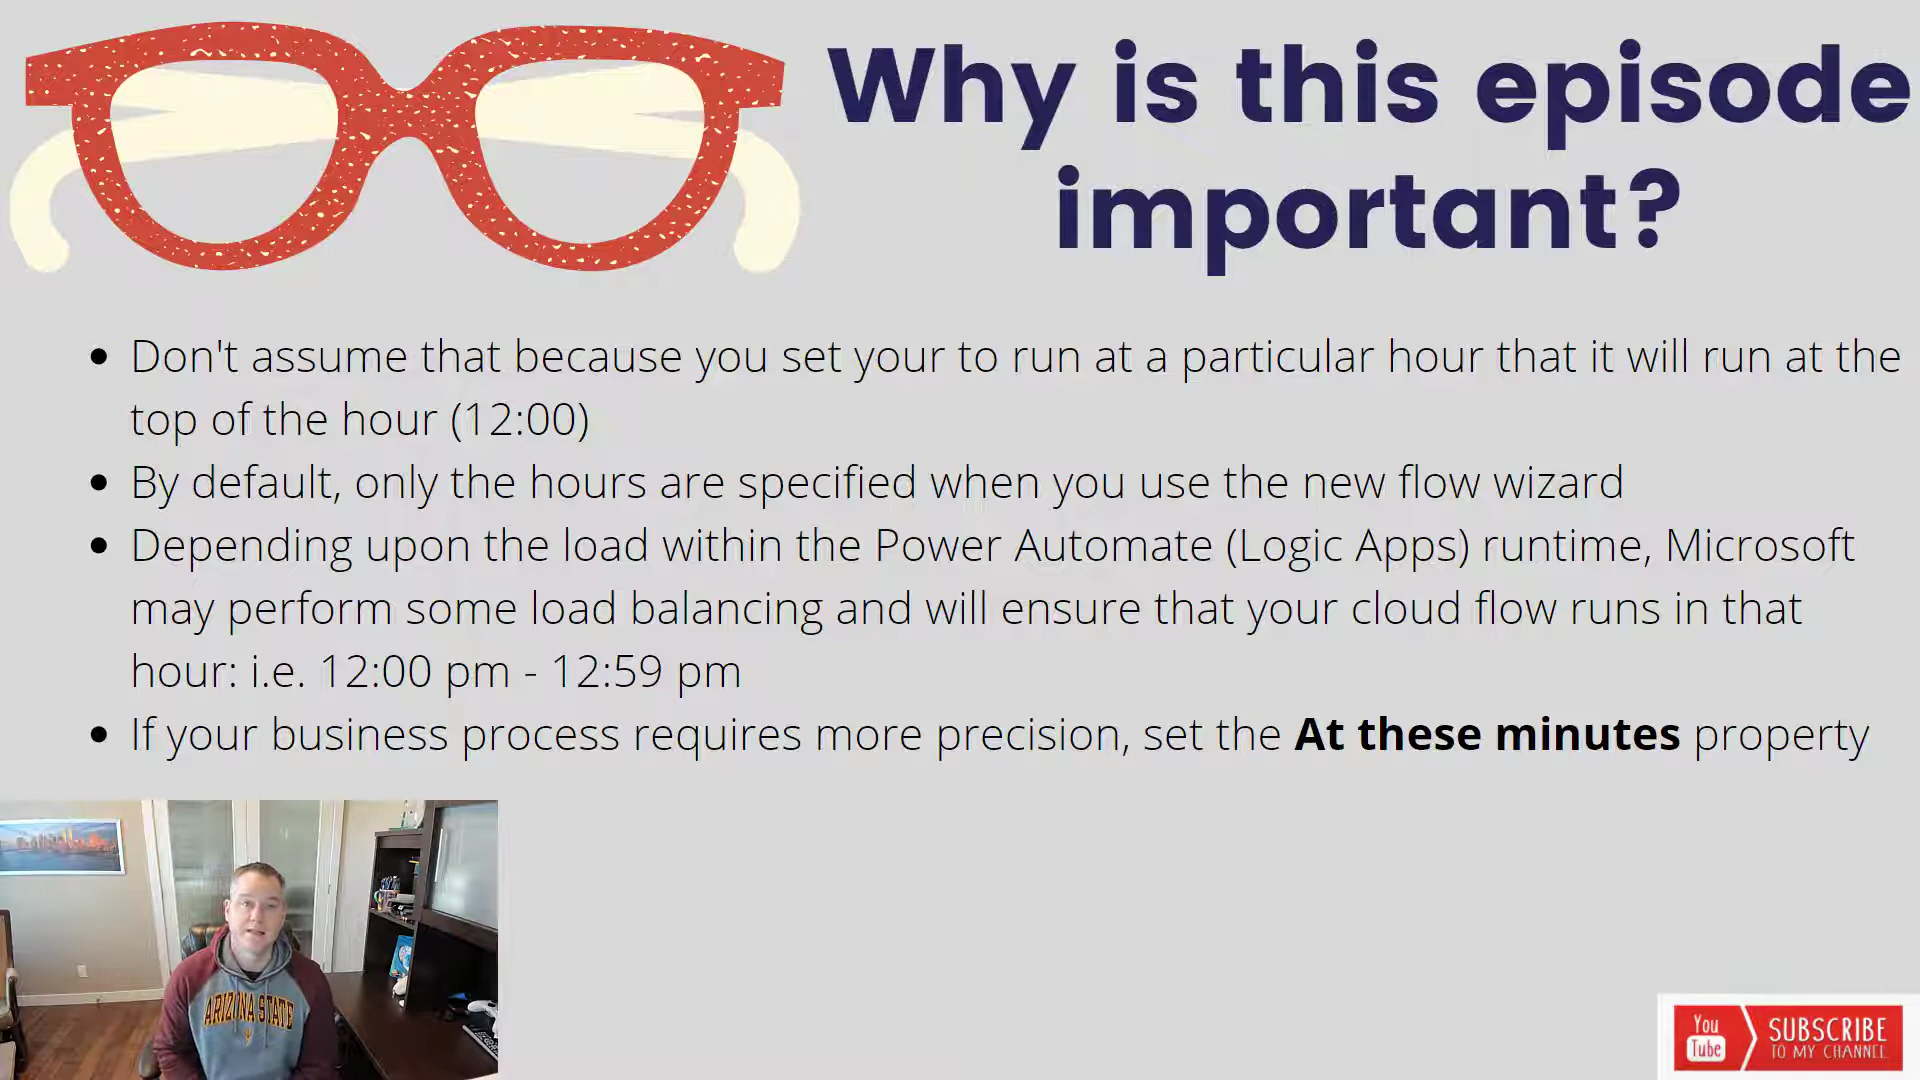 Why is this episode
important?
• Don't assume that because you set your to run at a particular hour that it will run at the
top of the hour (12:00)
• By default, only the hours are specified when you use the new flow wizard
• Depending upon the load within the Power Automate (Logic Apps) runtime, Microsoft
may perform some load balancing and will ensure that your cloud flow runs in that
hour: i.e. 12:00 pm - 12:59 pm
• If your business process requires more precision, set the At these minutes property
ARIZONA STATE
You
Tube
SUBSCRIBE
TO MY CHANNEL